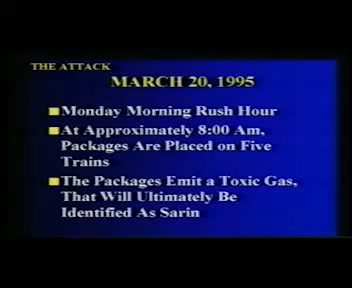 THE ATTACK
MARCH 20, 1995
Monday Morning Rush Hour
At Approximately 8:00 Am,
Packages Are Placed on Five
Trains
The Packages Emit a Toxic Gas,
That Will Ultimately Be
Identified As Sarin